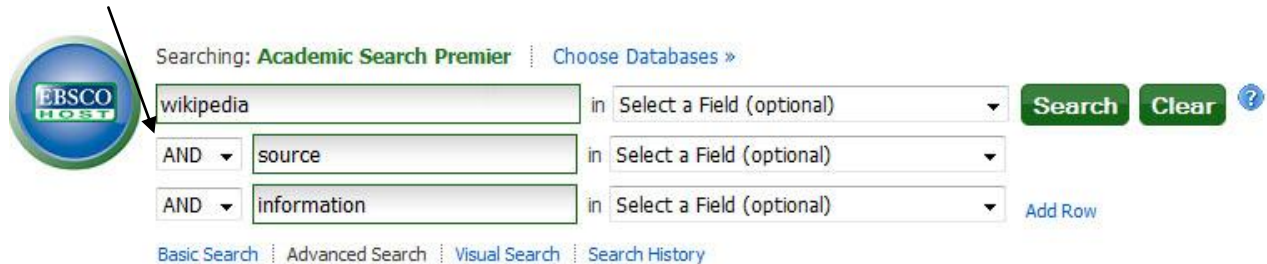 Searching: Academic Search Premier Choose Databases »
EBSCO
HOST
wikipedia in Select a Field (optional) Search Clear ?
AND source in Select a Field (optional)
AND information in Select a Field (optional) Add Row
Basic Search Advanced Search Visual Search Search History